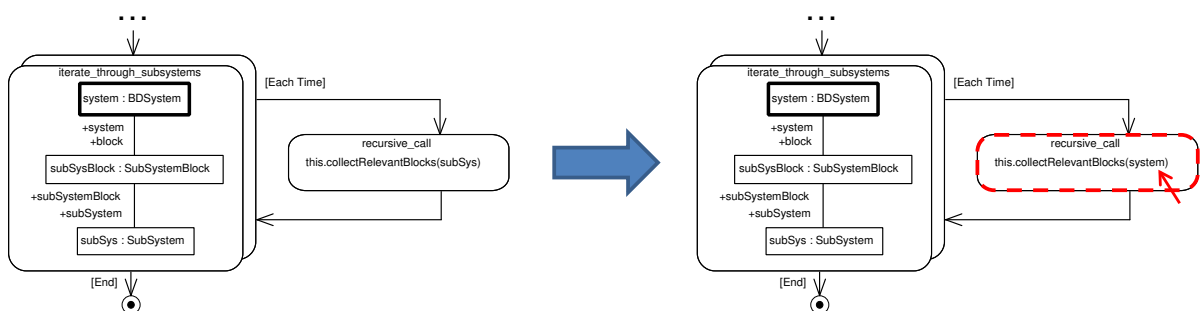 ...
iterate_through_subsystems
system : BDSystem
+system
+block
subSysBlock : SubSystemBlock
+subSystemBlock
+subSystem
subSys : SubSystem
[Each Time]
recursive_call
this.collectRelevantBlocks(subSys)
[End]
...
iterate_through_subsystems
system : BDSystem
+system
+block
subSysBlock : SubSystemBlock
+subSystemBlock
+subSystem
subSys : SubSystem
[Each Time]
recursive_call
this.collectRelevantBlocks(system)
[End]